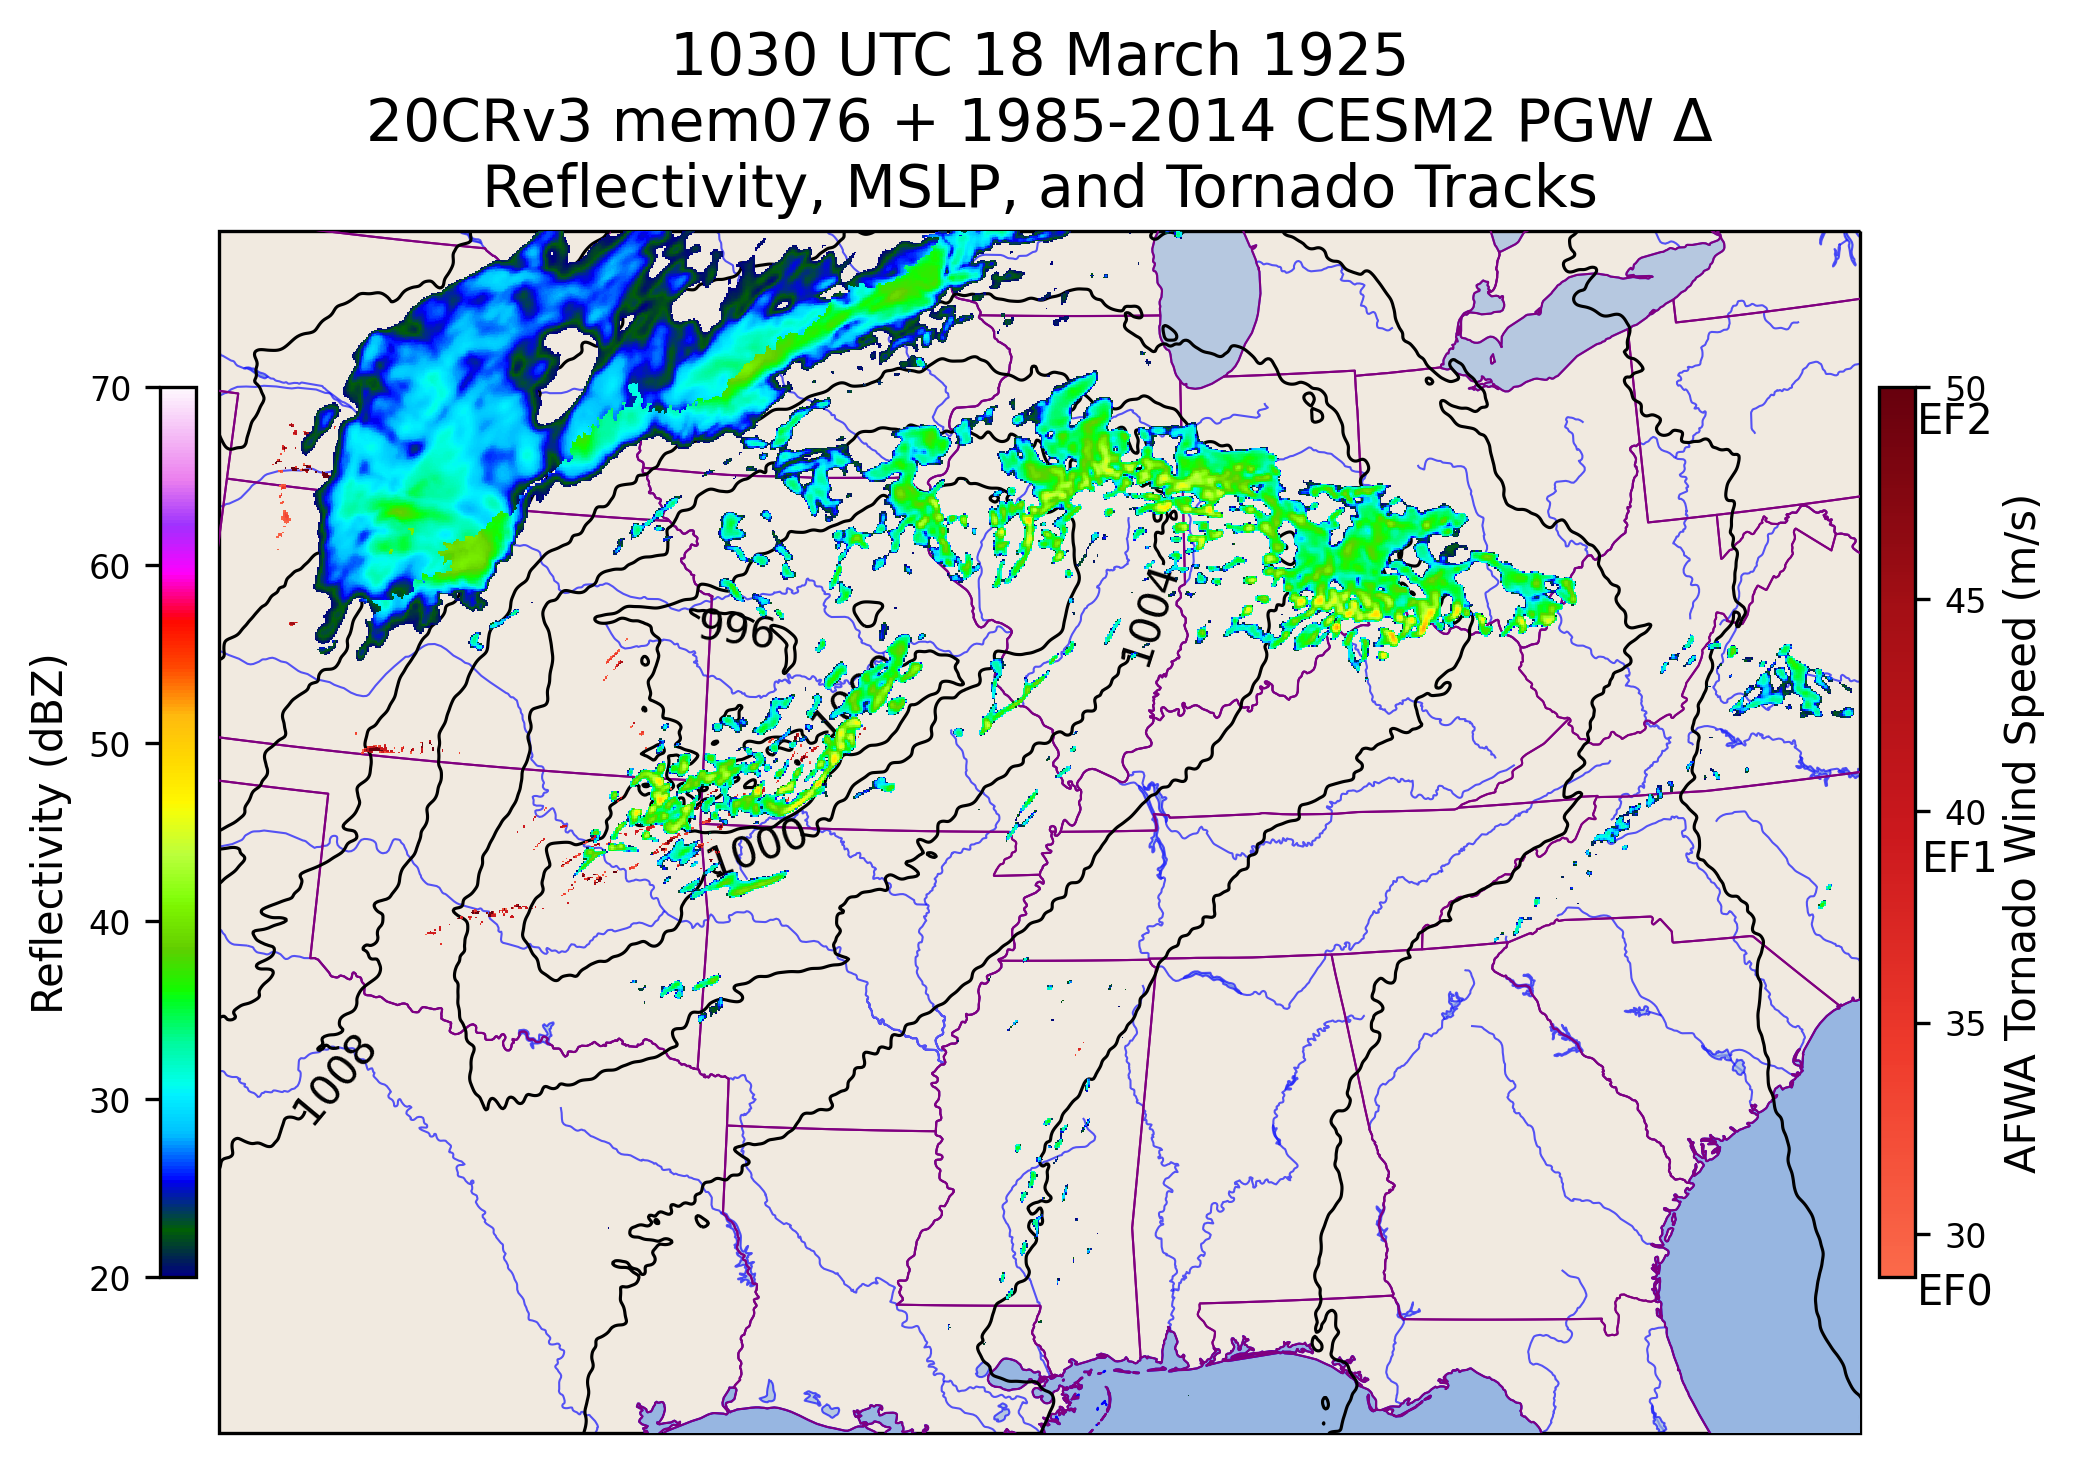 1030 UTC 18 March 1925
20CRv3 mem076 + 1985-2014 CESM2 PGW Δ
Reflectivity, MSLP, and Tornado Tracks
70
60
50
40
30
20
Reflectivity (dBZ)
996
1004
1000
1008
50
EF2
45
40
EF1
35
30
EF0
AFWA Tornado Wind Speed (m/s)